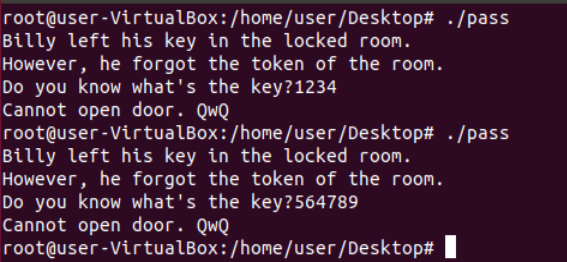 root@user-VirtualBox:/home/user/Desktop# ./pass
Billy left his key in the locked room.
However, he forgot the token of the room.
Do you know what's the key?1234
Cannot open door. QwQ
root@user-VirtualBox:/home/user/Desktop# ./pass
Billy left his key in the locked room.
However, he forgot the token of the room.
Do you know what's the key?564789
Cannot open door. QwQ
root@user-VirtualBox:/home/user/Desktop#